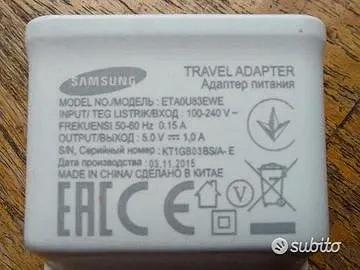 SAMSUNG
TRAVEL ADAPTER
Адаптер питания
MODEL NO./МОДЕЛЬ : ETA0U83EWE
INPUT/ TEG LISTRIK/ВХОД : 100-240 V~
FREKUENSI 50-60 Hz 0.15 A
OUTPUT/ВЫХОД : 5.0 V ⎓ 1,0 A
S/N, Серийный номер: KT1GB03BS/A- E
Дата производства: 03.11.2015
MADE IN CHINA/ СДЕЛАНО В КИТАЕ
EAC CE V
subito